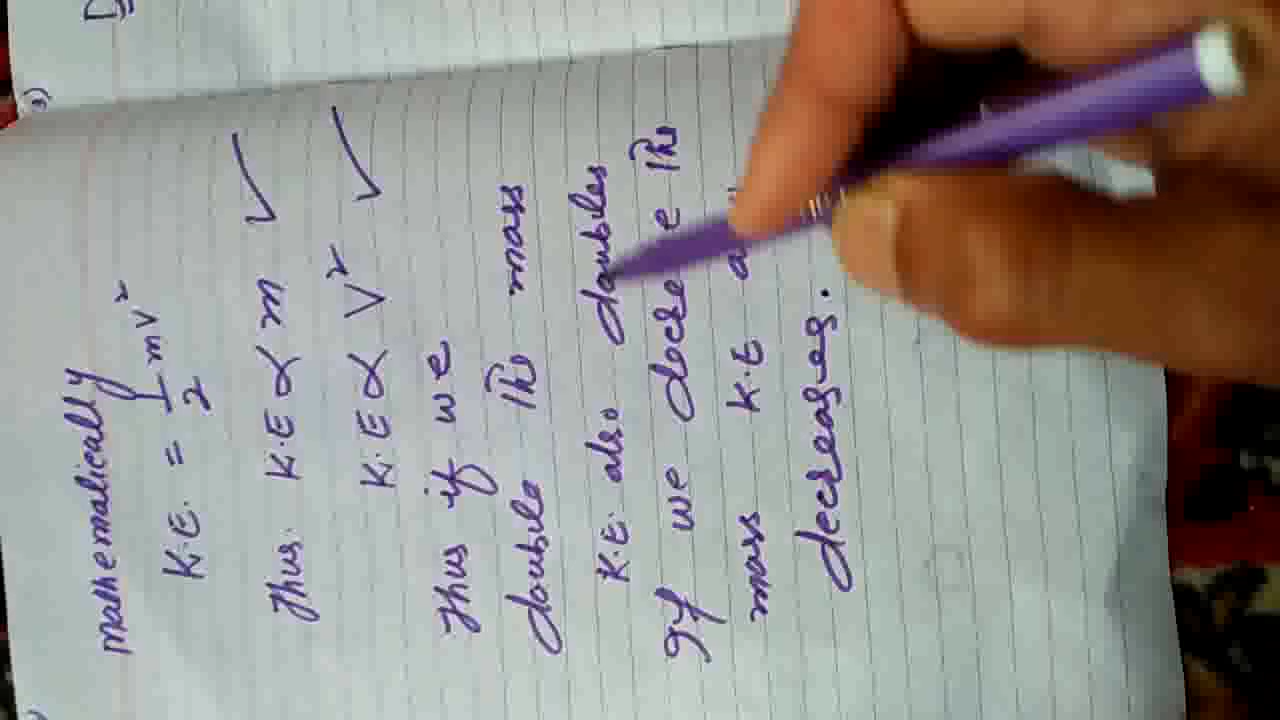 mathematically
K.E. = 1/2 mv²
Thus K.E ∝ m ✓
K.E ∝ V² ✓
Thus if we
double the mass
K.E. also doubles
If we the
mass K.E
decreases.